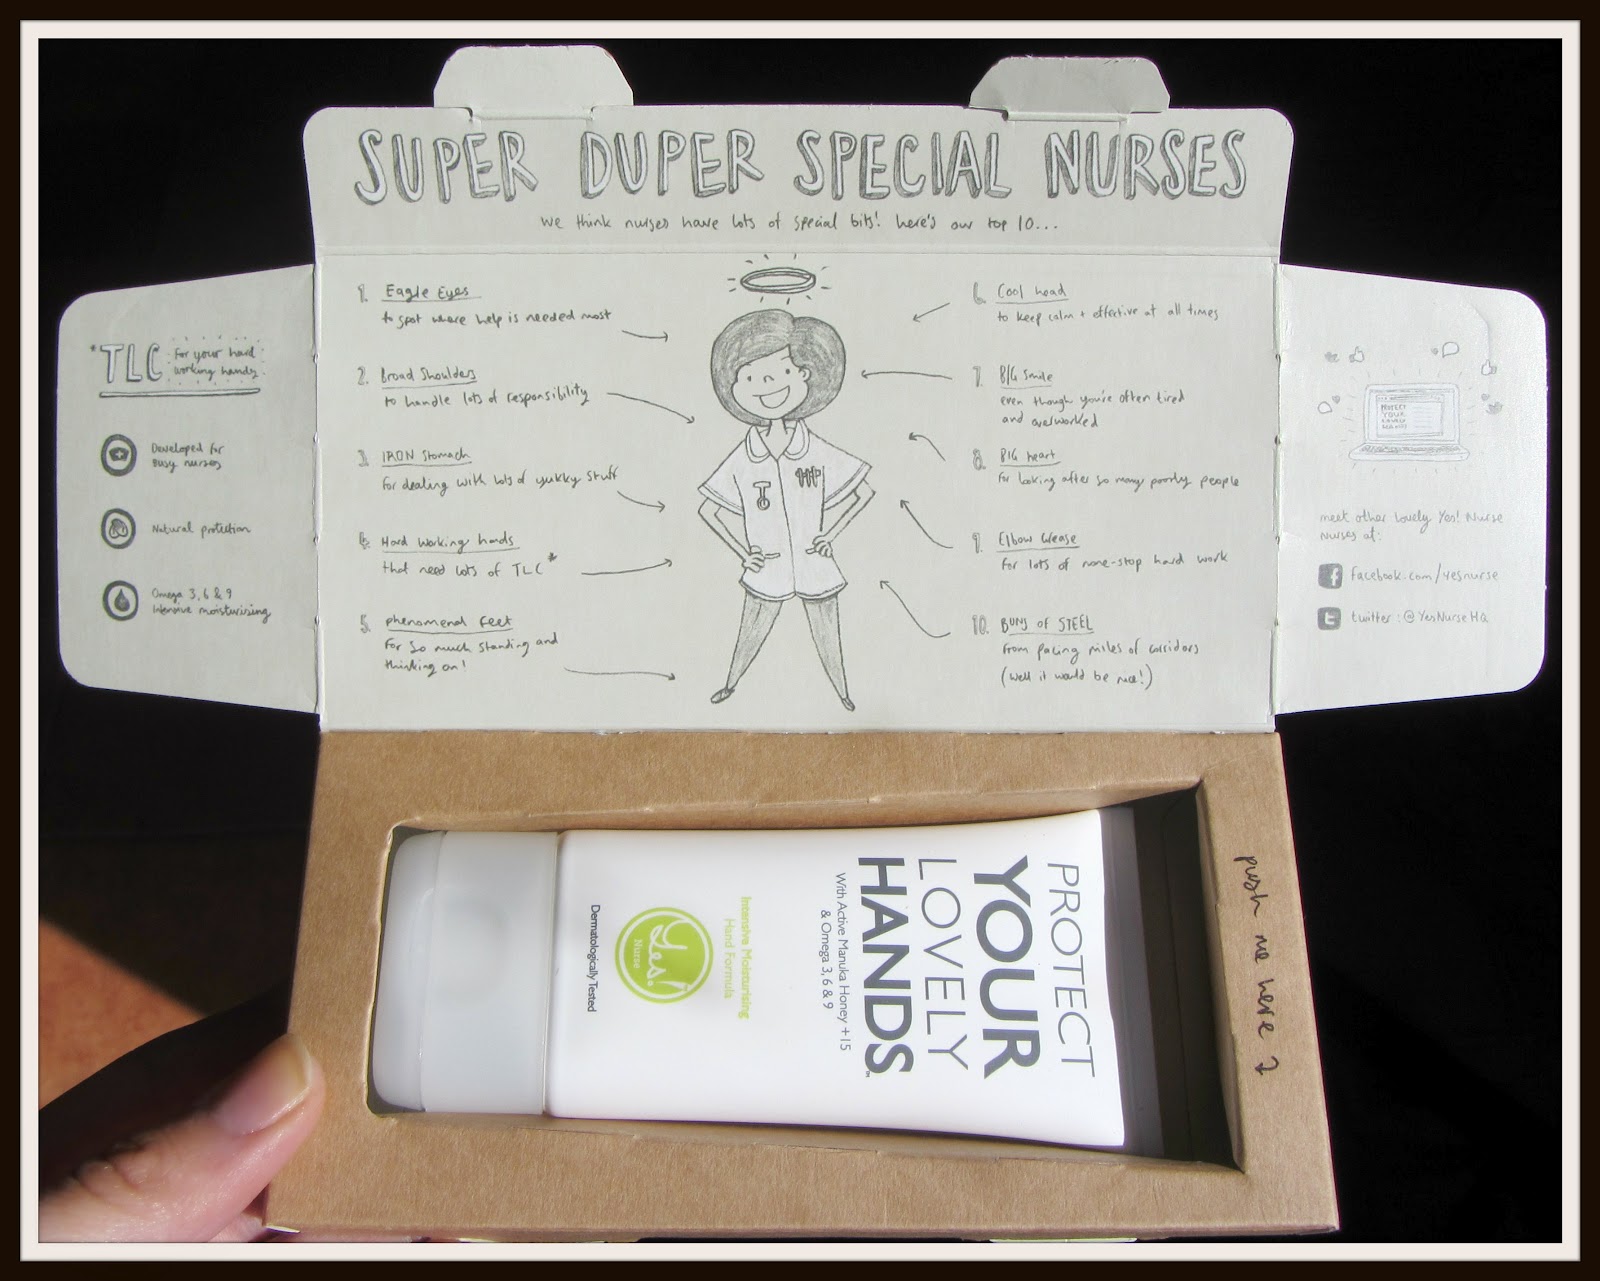 SUPER DUPER SPECIAL NURSES
We think nurses have lots of special bits! here's our top 10...
*TLC for your hard
working hands.
Developed for
Busy nurses
Natural protection
Omega 3, 6 & 9
Intensive moisturising
1. Eagle Eyes
to spot where help is needed most
2. Broad Shoulders
to handle lots of responsibility
3. IRON Stomach
for dealing with lots of yukky stuff
4. Hard working hands
that need lots of TLC*
5. phenomenal feet
for so much standing and
thinking on!
6. Cool head
to keep calm + effective at all times
7. BIG Smile
even though you're often tired
and overworked
8. BIG heart
for looking after so many poorly people
9. Elbow Grease
for lots of none-stop hard work
10. BUNS of STEEL
from pacing miles of corridors
(well it would be nice!)
PROTECT
YOUR
LOVELY
HANDS
meet other lovely Yes! Nurse
Nurses at:
facebook.com/yesnurse
twitter: @YesNurseHQ
PROTECT
YOUR
LOVELY
HANDS™
With Active Manuka Honey +15
& Omega 3, 6 & 9
Intensive Moisturising
Hand Formula
Yes!
Nurse
Dermatologically Tested
push me here